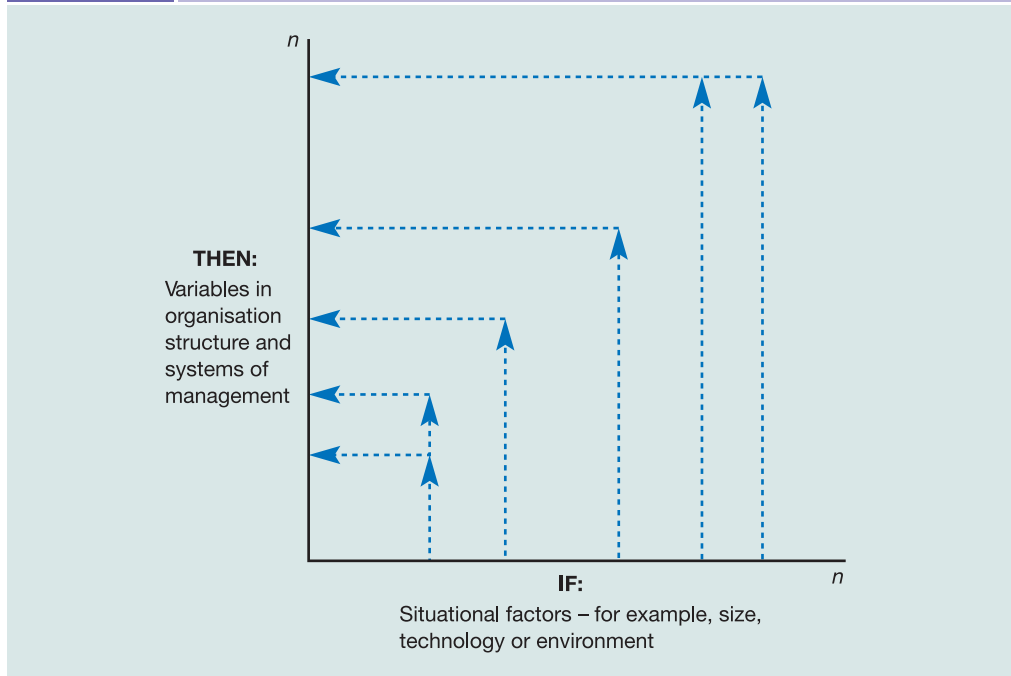 n
THEN:
Variables in
organisation
structure and
systems of
management
n
IF:
Situational factors – for example, size,
technology or environment